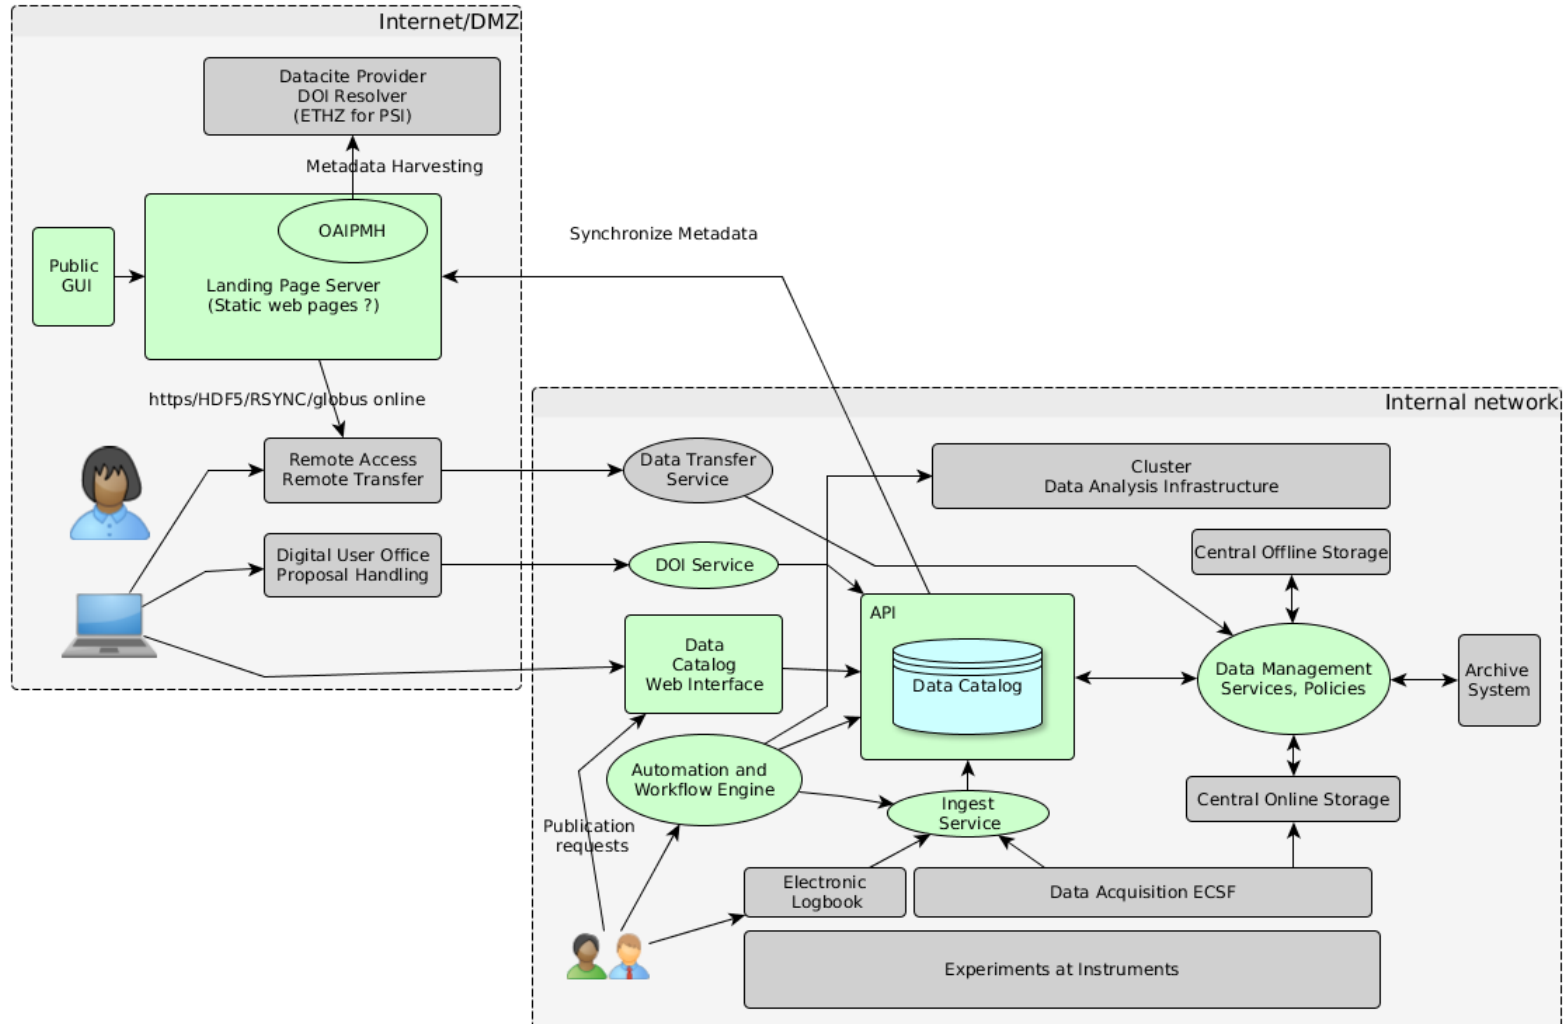 Internet/DMZ
Datacite Provider
DOI Resolver
(ETHZ for PSI)
Metadata Harvesting
OAIPMH
Public
GUI
Landing Page Server
(Static web pages ?)
Synchronize Metadata
https/HDF5/RSYNC/globus online
Internal network
Remote Access
Remote Transfer
Data Transfer
Service
Cluster
Data Analysis Infrastructure
Digital User Office
Proposal Handling
DOI Service
Central Offline Storage
API
Data
Catalog
Web Interface
Data Catalog
Data Management
Services, Policies
Archive
System
Automation and
Workflow Engine
Ingest
Service
Central Online Storage
Publication
requests
Electronic
Logbook
Data Acquisition ECSF
Experiments at Instruments